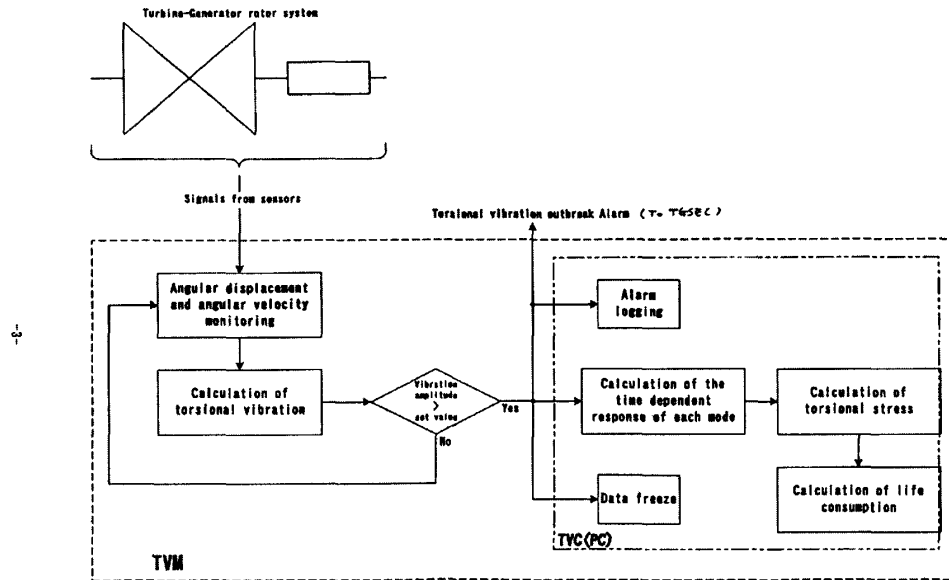 Turbine-Generator rotor system
Signals from sensors
Torsional vibration outbreak Alarm (To TGSEC)
Angular displacement
and angular velocity
monitoring
Calculation of
torsional vibration
Vibration
amplitude
>
set value
Yes
No
Alarm
logging
Calculation of the
time dependent
response of each mode
Calculation of
torsional stress
Data freeze
Calculation of life
consumption
TVC(PC)
TVM
-3-